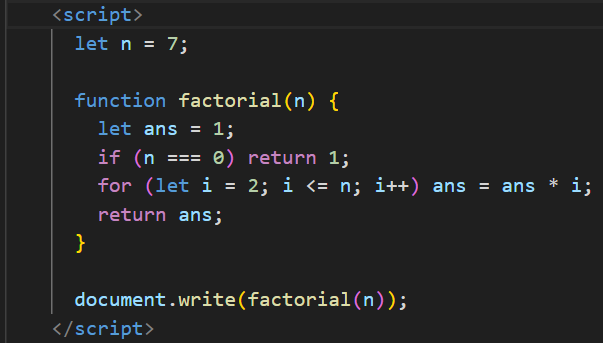 <script>
let n = 7;
function factorial(n) {
let ans = 1;
if (n === 0) return 1;
for (let i = 2; i <= n; i++) ans = ans * i;
return ans;
}
document.write(factorial(n));
</script>